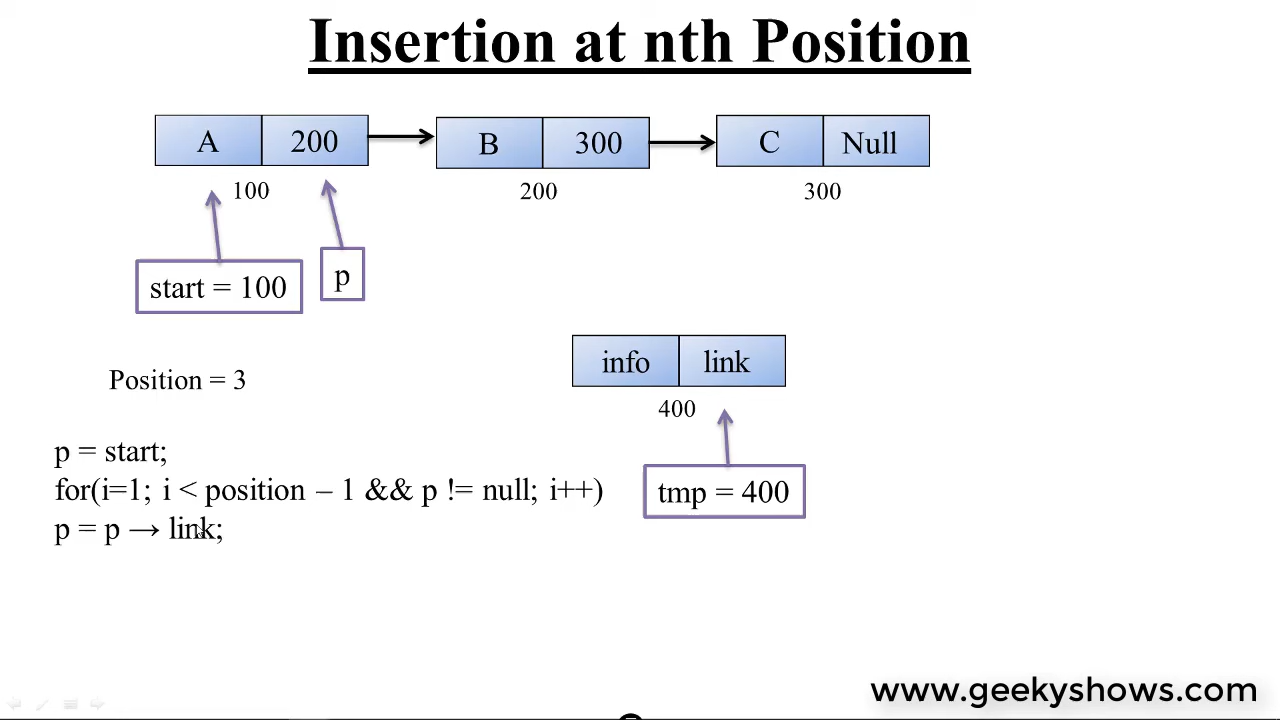 Insertion at nth Position
A 200 B 300 C Null
100 200 300
start = 100 p
info link
Position = 3
400
p = start;
for(i=1; i < position – 1 && p != null; i++)
tmp = 400
p = p → link;
www.geekyshows.com